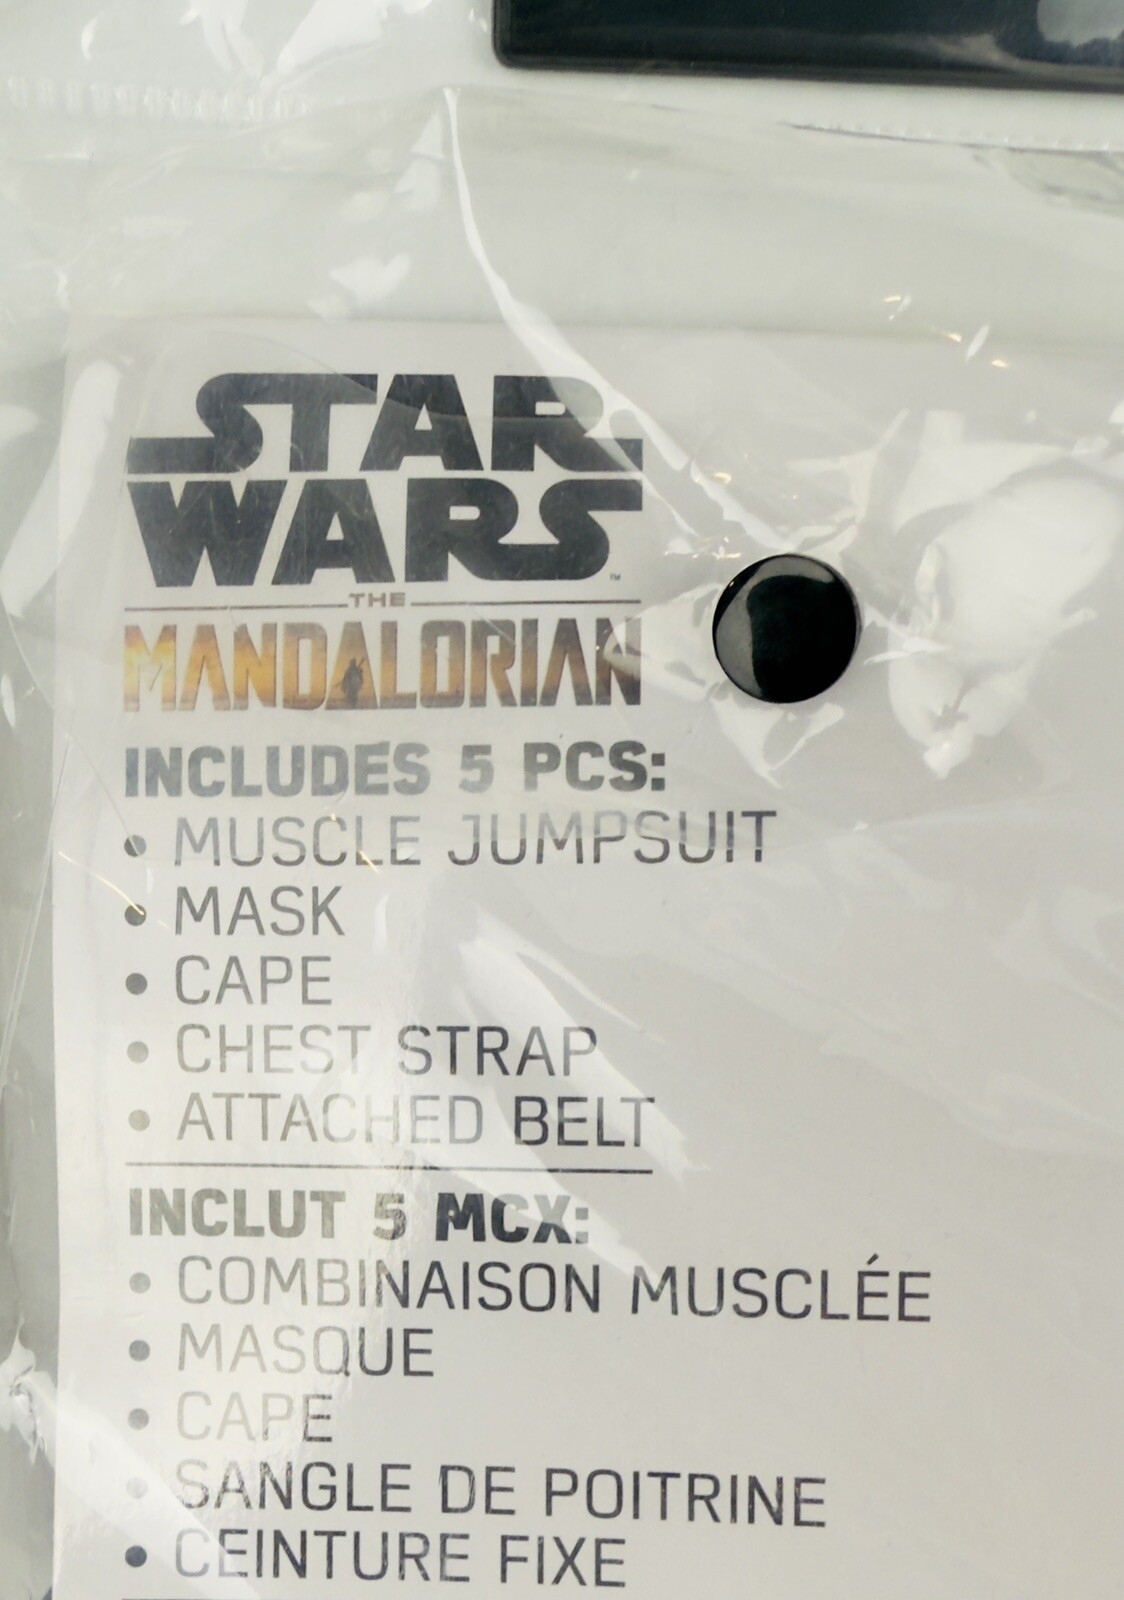 STAR
WARS™
THE
MANDALORIAN
INCLUDES 5 PCS:
• MUSCLE JUMPSUIT
• MASK
• CAPE
• CHEST STRAP
• ATTACHED BELT
INCLUT 5 MCX:
• COMBINAISON MUSCLÉE
• MASQUE
• CAPE
• SANGLE DE POITRINE
• CEINTURE FIXE